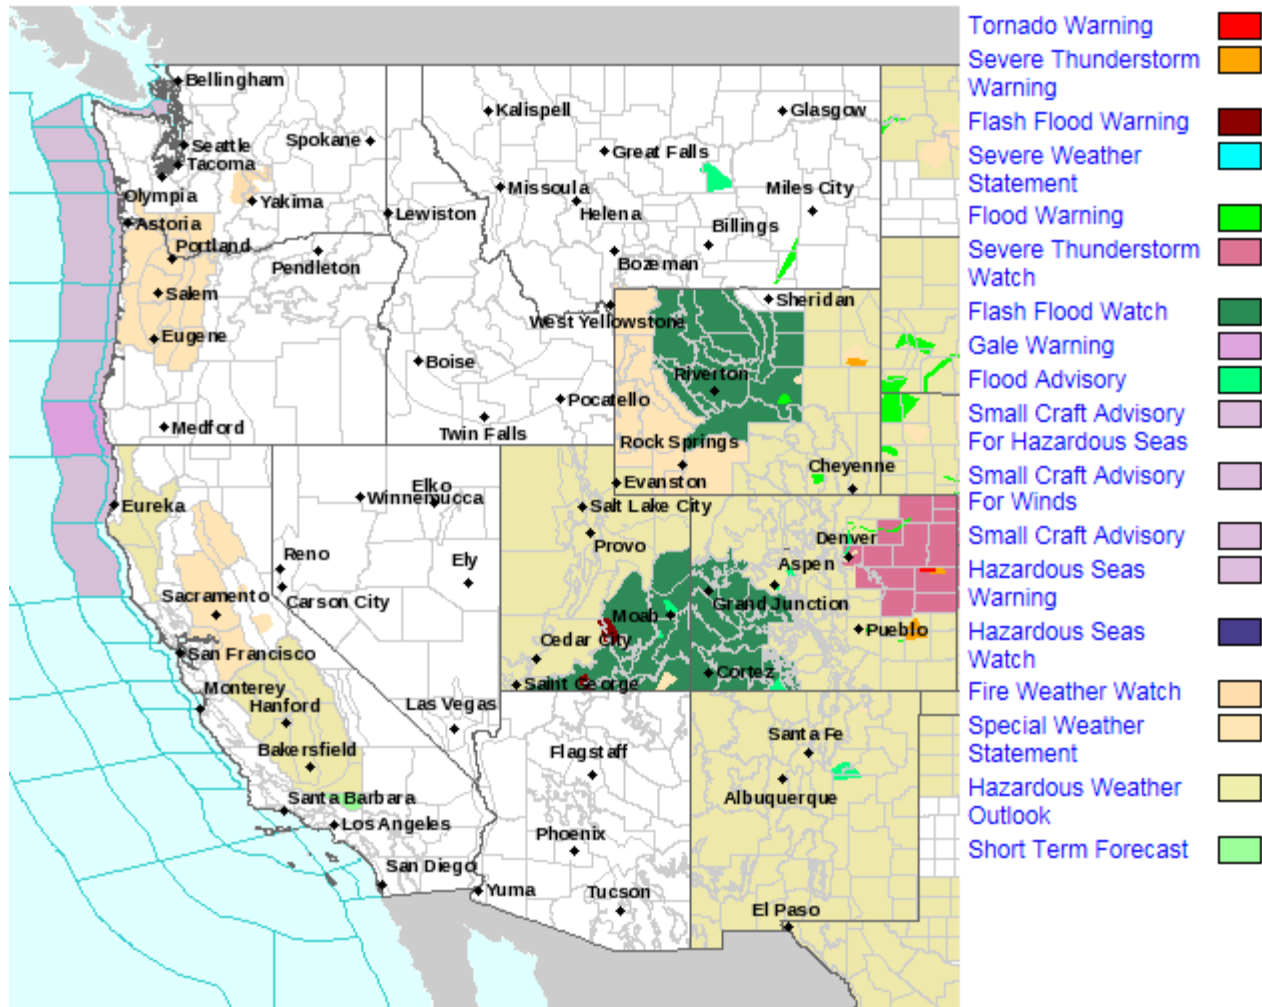 Bellingham
Seattle
Tacoma
Olympia
Spokane
Yakima
Astoria
Portland
Pendleton
Lewiston
Salem
Eugene
Medford
Kalispell
Glasgow
Great Falls
Missoula
Helena
Miles City
Billings
Bozeman
Sheridan
West Yellowstone
Boise
Pocatello
Twin Falls
Riverton
Rock Springs
Evanston
Cheyenne
Eureka
Winnemucca
Elko
Salt Lake City
Provo
Reno
Ely
Carson City
Sacramento
San Francisco
Monterey
Hanford
Bakersfield
Las Vegas
Santa Barbara
Los Angeles
San Diego
Denver
Aspen
Grand Junction
Moab
Cedar City
Saint George
Cortez
Pueblo
Flagstaff
Santa Fe
Albuquerque
Phoenix
Yuma
Tucson
El Paso
Tornado Warning
Severe Thunderstorm
Warning
Flash Flood Warning
Severe Weather
Statement
Flood Warning
Severe Thunderstorm
Watch
Flash Flood Watch
Gale Warning
Flood Advisory
Small Craft Advisory
For Hazardous Seas
Small Craft Advisory
For Winds
Small Craft Advisory
Hazardous Seas
Warning
Hazardous Seas
Watch
Fire Weather Watch
Special Weather
Statement
Hazardous Weather
Outlook
Short Term Forecast